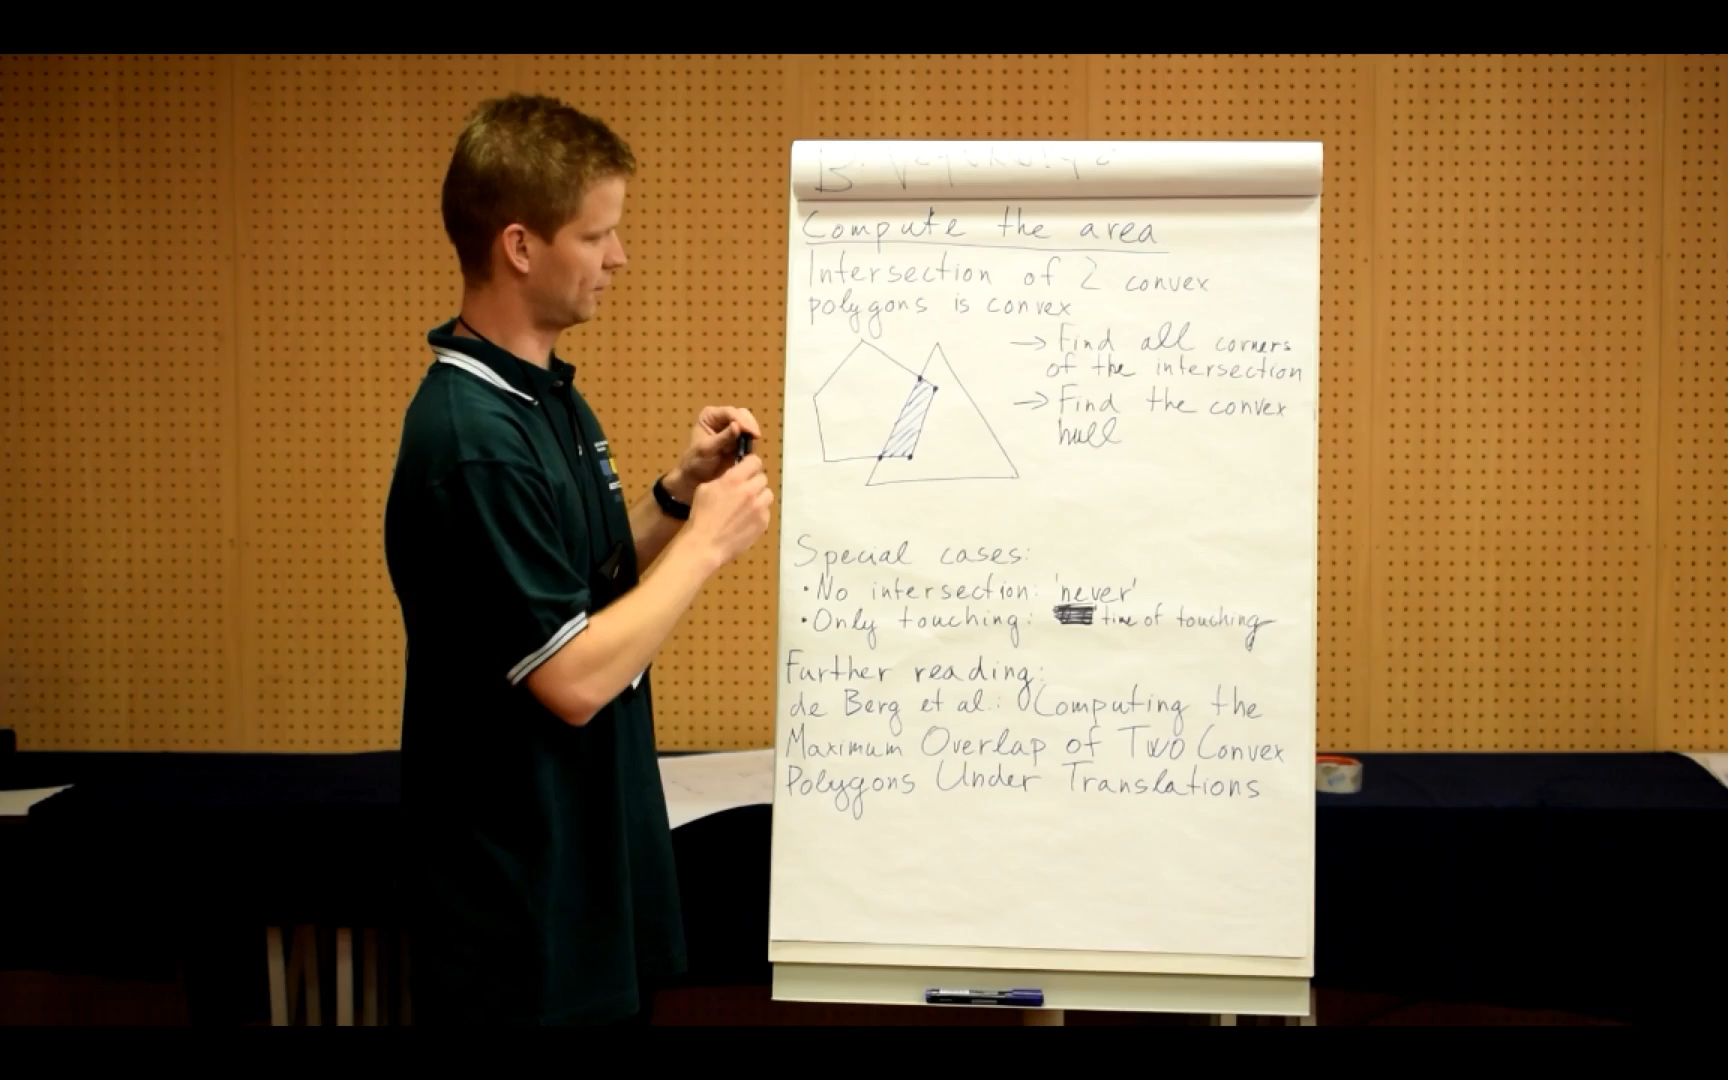 Compute the area
Intersection of 2 convex
polygons is convex
→ Find all corners
of the intersection
→ Find the convex
hull
Special cases:
• No intersection: 'never'
• Only touching: time of touching
Further reading:
de Berg et al.: Computing the
Maximum Overlap of Two Convex
Polygons Under Translations